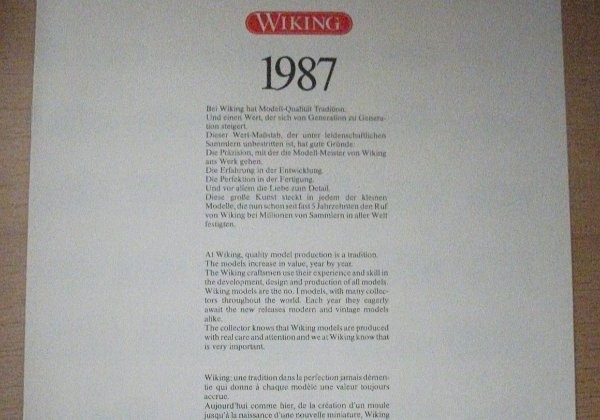 WIKING
1987
Bei Wiking hat Modell-Qualität Tradition.
Und einen Wert, der sich von Generation zu Genera-
tion steigert.
Dieser Wert-Maßstab, der unter leidenschaftlichen
Sammlern unbestritten ist, hat gute Gründe:
Die Präzision, mit der die Modell-Meister von Wiking
ans Werk gehen.
Die Erfahrung in der Entwicklung.
Die Perfektion in der Fertigung.
Und vor allem die Liebe zum Detail.
Diese große Kunst steckt in jedem der kleinen
Modelle, die nun schon seit fast 5 Jahrzehnten den Ruf
von Wiking bei Millionen von Sammlern in aller Welt
festigten.
At Wiking, quality model production is a tradition.
The models increase in value, year by year.
The Wiking craftsmen use their experience and skill in
the development, design and production of all models.
Wiking models are the no. 1 models, with many collec-
tors throughout the world. Each year they eagerly
await the new releases modern and vintage models
alike.
The collector knows that Wiking models are produced
with real care and attention and we at Wiking know that
is very important.
Wiking: une tradition dans la perfection jamais démen-
tie qui donne à chaque modèle une valeur toujours
accrue.
Aujourd'hui comme hier, de la création d'un moule
jusqu'à la naissance d'une nouvelle miniature, Wiking